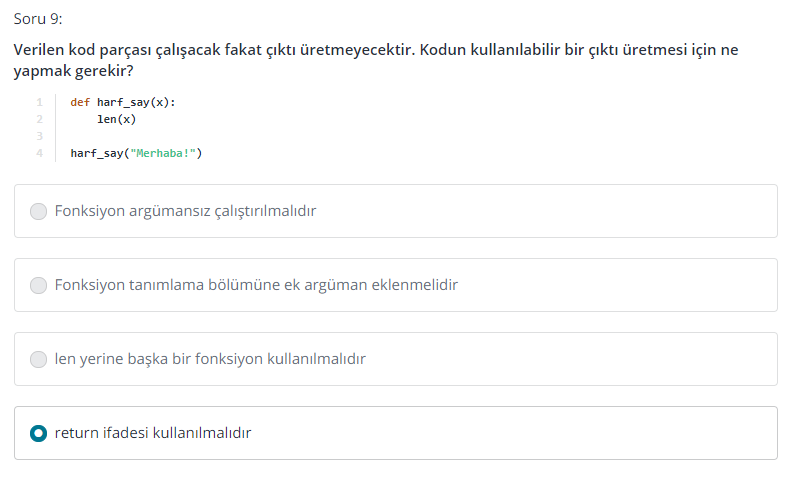 Soru 9:
Verilen kod parçası çalışacak fakat çıktı üretmeyecektir. Kodun kullanılabilir bir çıktı üretmesi için ne
yapmak gerekir?
1 def harf_say(x):
2     len(x)
3
4 harf_say("Merhaba!")
Fonksiyon argümansız çalıştırılmalıdır
Fonksiyon tanımlama bölümüne ek argüman eklenmelidir
len yerine başka bir fonksiyon kullanılmalıdır
return ifadesi kullanılmalıdır